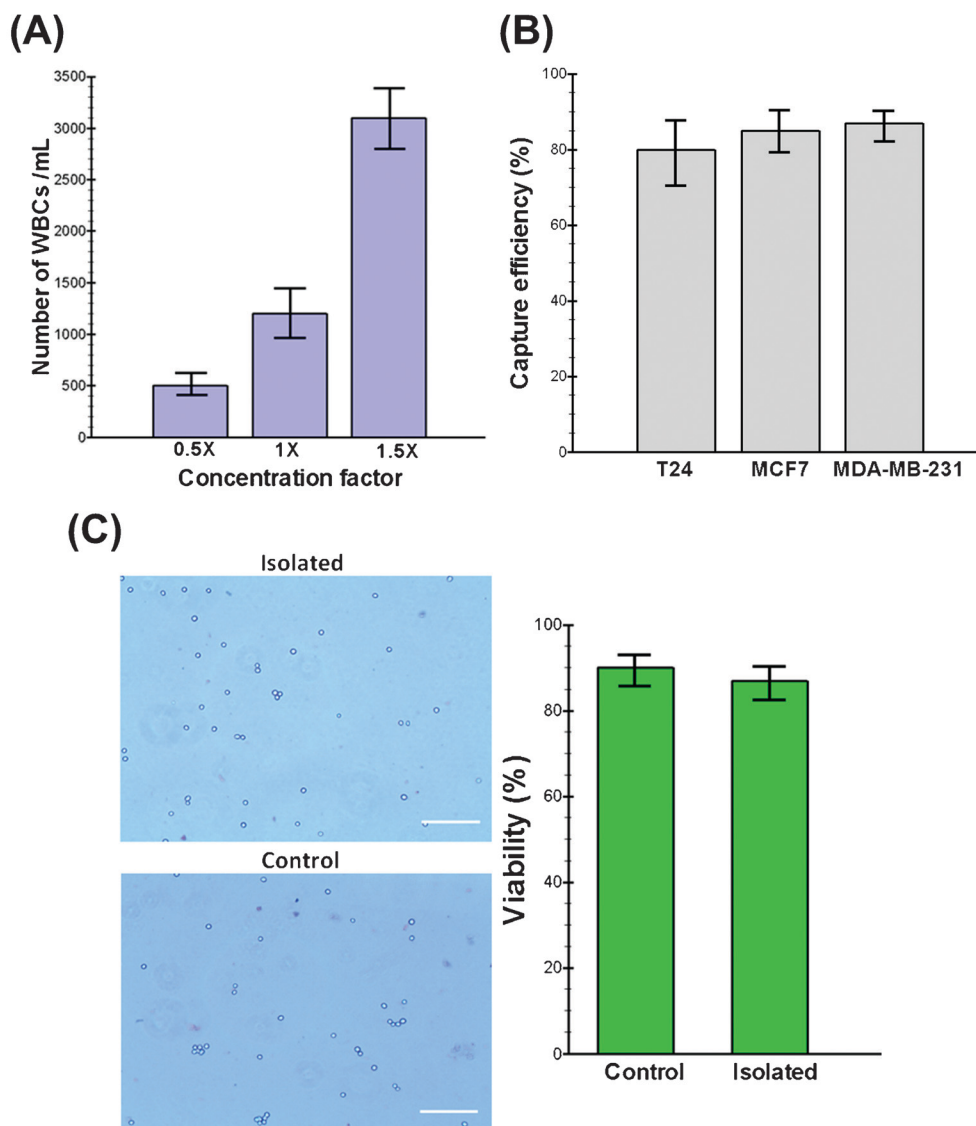 (A)
Number of WBCs /mL
3500
3000
2500
2000
1500
1000
500
0
0.5X 1X 1.5X
Concentration factor
(B)
Capture efficiency (%)
100
80
60
40
20
0
T24 MCF7 MDA-MB-231
(C)
Isolated
Control
Viability (%)
100
80
60
40
20
0
Control Isolated